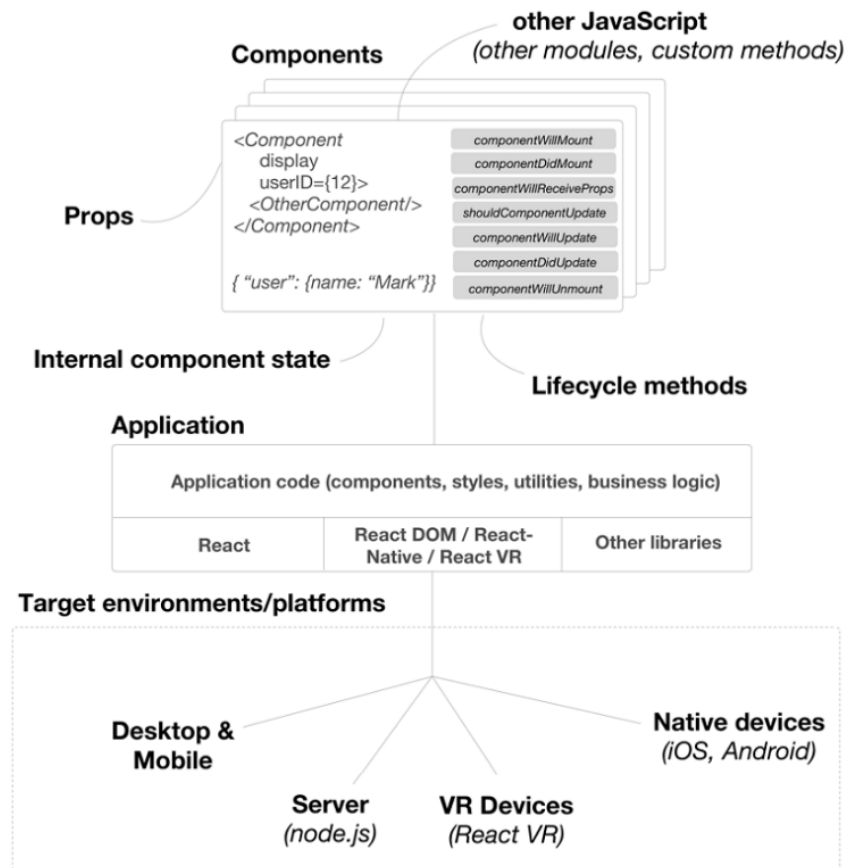 other JavaScript
(other modules, custom methods)
Components
<Component
display
userID={12}>
<OtherComponent/>
</Component>
{ “user”: {name: “Mark”}}
componentWillMount
componentDidMount
componentWillReceiveProps
shouldComponentUpdate
componentWillUpdate
componentDidUpdate
componentWillUnmount
Props
Internal component state
Lifecycle methods
Application
Application code (components, styles, utilities, business logic)
React
React DOM / React-
Native / React VR
Other libraries
Target environments/platforms
Desktop &
Mobile
Server
(node.js)
VR Devices
(React VR)
Native devices
(iOS, Android)